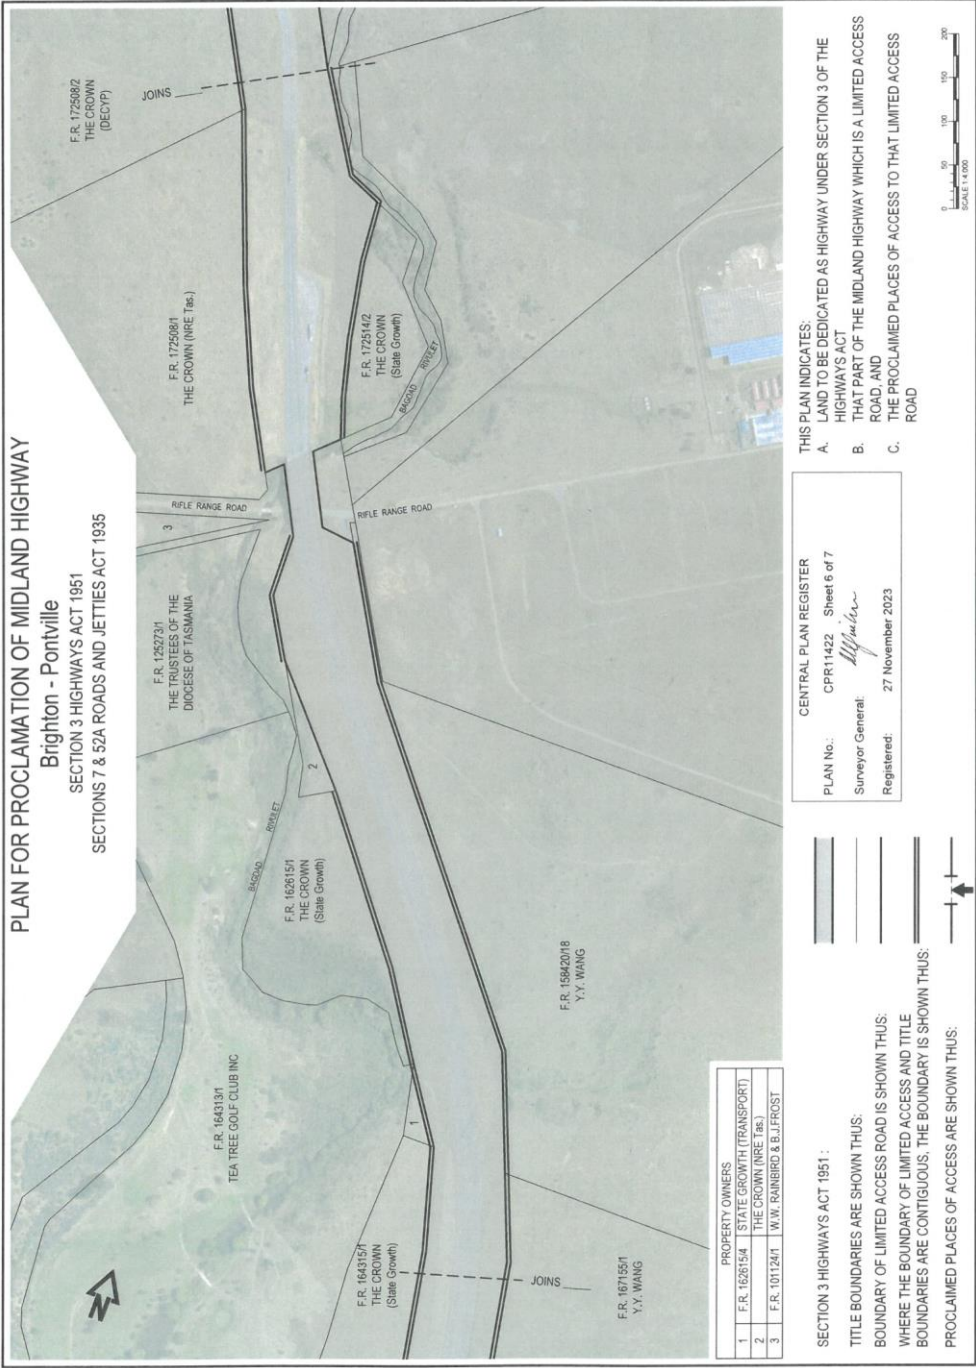 PLAN FOR PROCLAMATION OF MIDLAND HIGHWAY
Brighton - Pontville
SECTION 3 HIGHWAYS ACT 1951
SECTIONS 7 & 52A ROADS AND JETTIES ACT 1935
F.R. 164313/1
TEA TREE GOLF CLUB INC
F.R. 164315/1
THE CROWN
(State Growth)
1
F.R. 162615/1
THE CROWN
(State Growth)
BAGDAD RIVULET
2
F.R. 125273/1
THE TRUSTEES OF THE
DIOCESE OF TASMANIA
3
RIFLE RANGE ROAD
F.R. 172508/1
THE CROWN (NRE Tas.)
F.R. 172508/2
THE CROWN
(DECYP)
JOINS
F.R. 172514/2
THE CROWN
(State Growth)
BAGDAD RIVULET
RIFLE RANGE ROAD
F.R. 158420/18
Y.Y. WANG
JOINS
F.R. 167155/1
Y.Y. WANG
N
PROPERTY OWNERS
1 F.R. 162615/4 STATE GROWTH (TRANSPORT)
2 THE CROWN (NRE Tas.)
3 F.R. 101124/1 W.W. RAINBIRD & B.J.FROST
SECTION 3 HIGHWAYS ACT 1951 :
TITLE BOUNDARIES ARE SHOWN THUS:
BOUNDARY OF LIMITED ACCESS ROAD IS SHOWN THUS:
WHERE THE BOUNDARY OF LIMITED ACCESS AND TITLE
BOUNDARIES ARE CONTIGUOUS, THE BOUNDARY IS SHOWN THUS:
PROCLAIMED PLACES OF ACCESS ARE SHOWN THUS:
CENTRAL PLAN REGISTER
PLAN No.: CPR11422 Sheet 6 of 7
Surveyor General:
Registered: 27 November 2023
THIS PLAN INDICATES:
A. LAND TO BE DEDICATED AS HIGHWAY UNDER SECTION 3 OF THE
HIGHWAYS ACT
B. THAT PART OF THE MIDLAND HIGHWAY WHICH IS A LIMITED ACCESS
ROAD, AND
C. THE PROCLAIMED PLACES OF ACCESS TO THAT LIMITED ACCESS
ROAD
0 50 100 150 200
SCALE 1:4,000